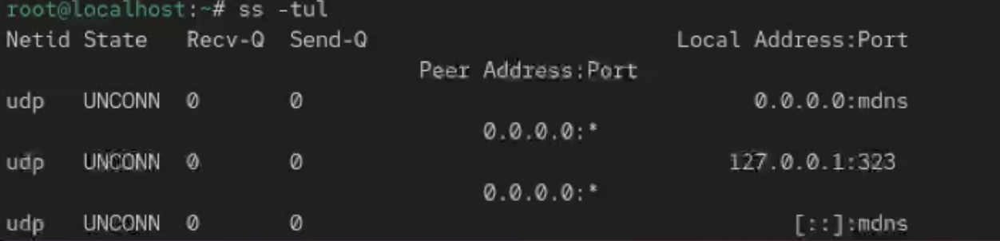 root@localhost:~# ss -tul
Netid State Recv-Q Send-Q Local Address:Port
Peer Address:Port
udp UNCONN 0 0 0.0.0.0:mdns
0.0.0.0:*
udp UNCONN 0 0 127.0.0.1:323
0.0.0.0:*
udp UNCONN 0 0 [::]:mdns